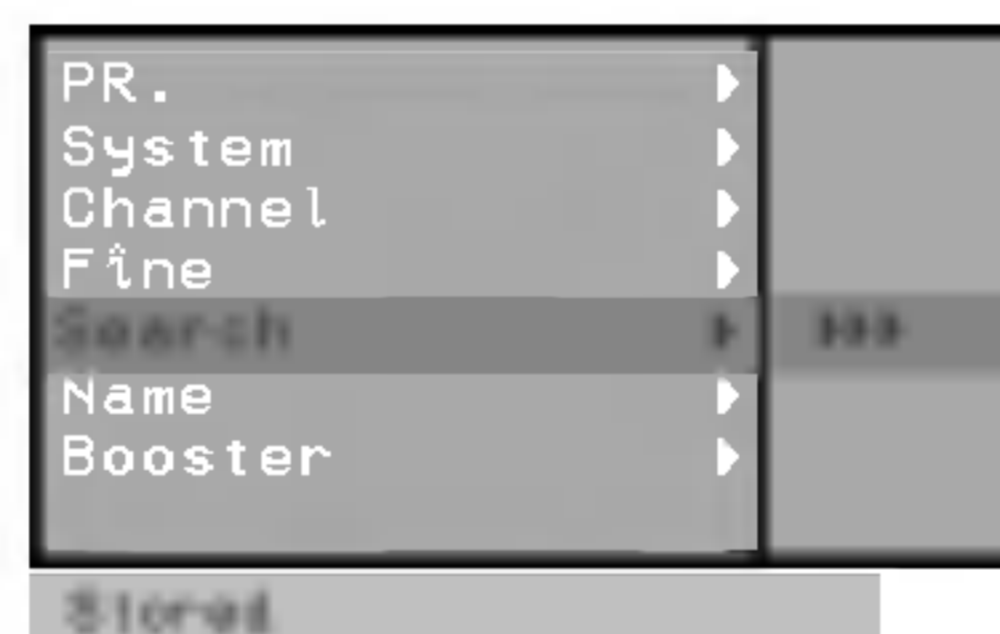 PR.
System
Channel
Fine
Search
Name
Booster
Stored